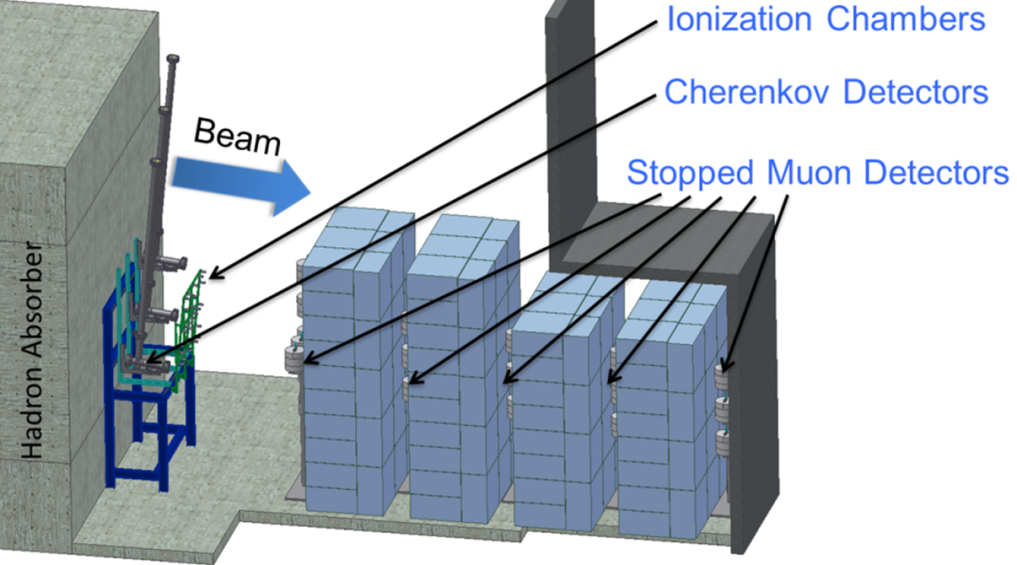 Ionization Chambers
Cherenkov Detectors
Beam
Stopped Muon Detectors
Hadron Absorber